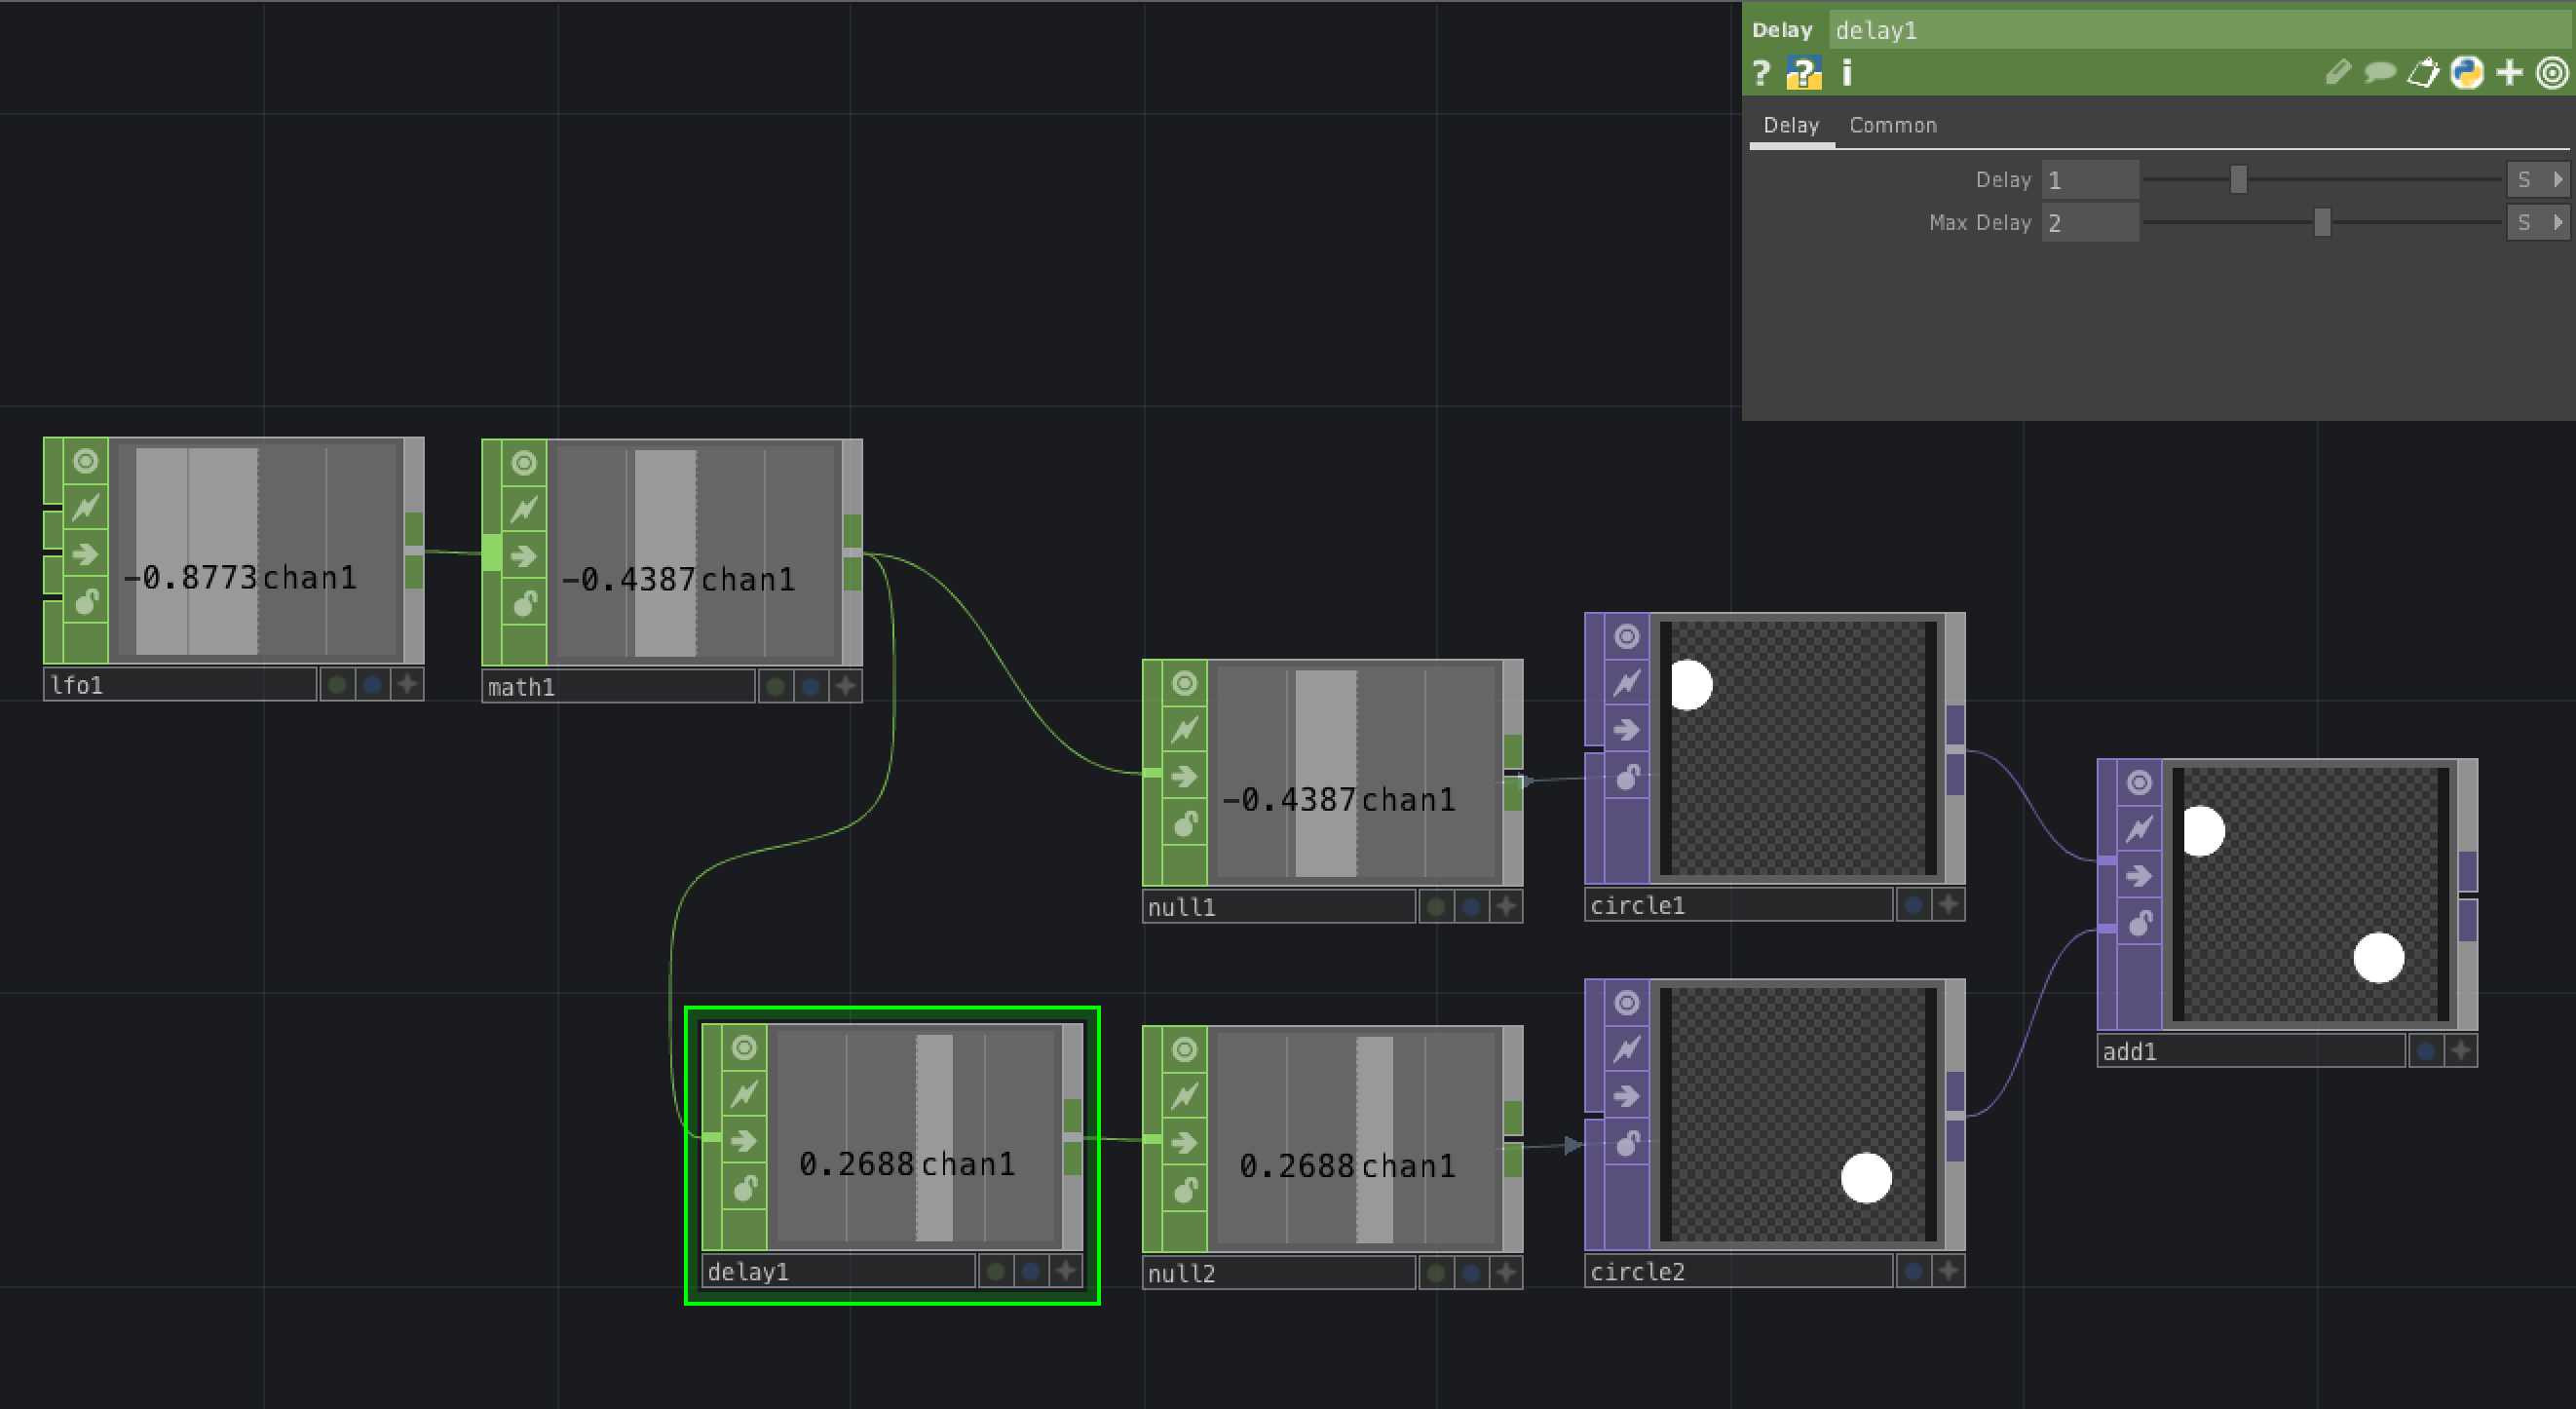 Delay delay1
? ? i
Delay Common
Delay 1 S
Max Delay 2 S
-0.8773 chan1
lfo1
-0.4387 chan1
math1
-0.4387 chan1
null1
circle1
add1
0.2688 chan1
delay1
0.2688 chan1
null2
circle2